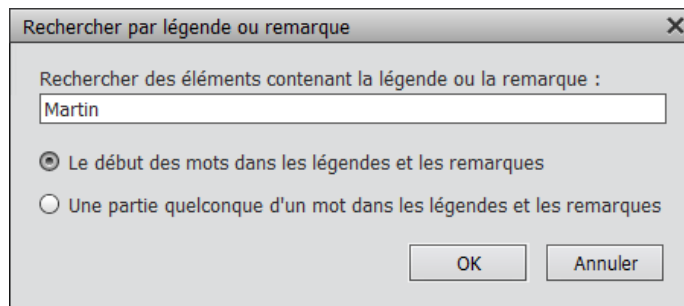 Rechercher par légende ou remarque
Rechercher des éléments contenant la légende ou la remarque :
Martin
Le début des mots dans les légendes et les remarques
Une partie quelconque d'un mot dans les légendes et les remarques
OK Annuler